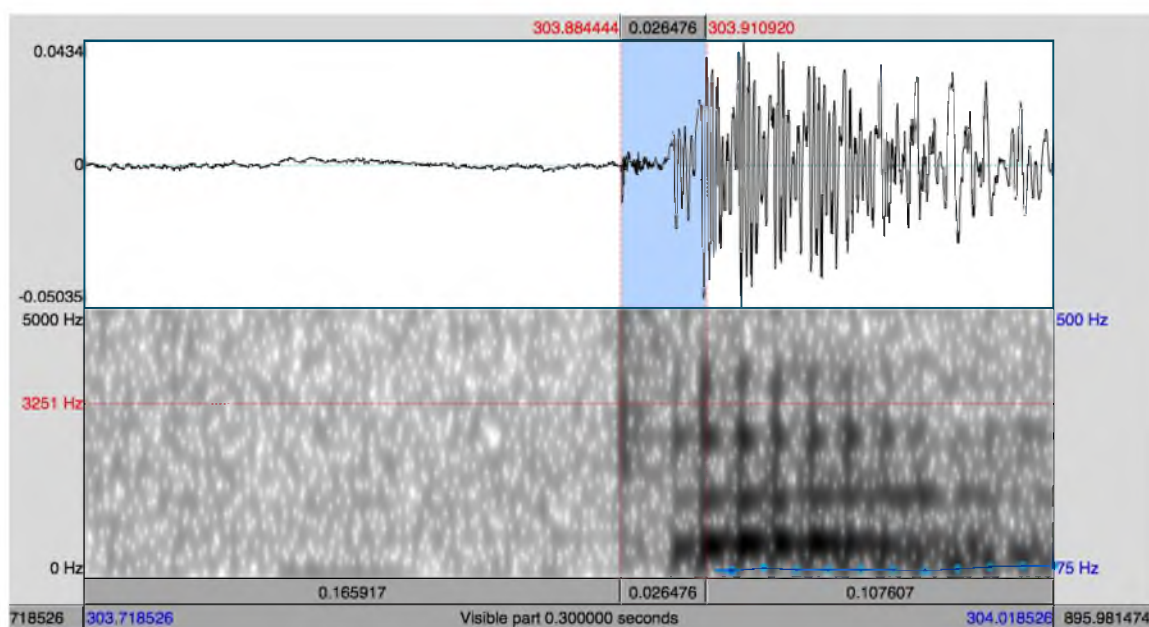 303.884444 0.026476 303.910920
0.0434
0
-0.05035
5000 Hz 500 Hz
3251 Hz
0 Hz 75 Hz
0.165917 0.026476 0.107607
718526 303.718526 Visible part 0.300000 seconds 304.018526 895.981474